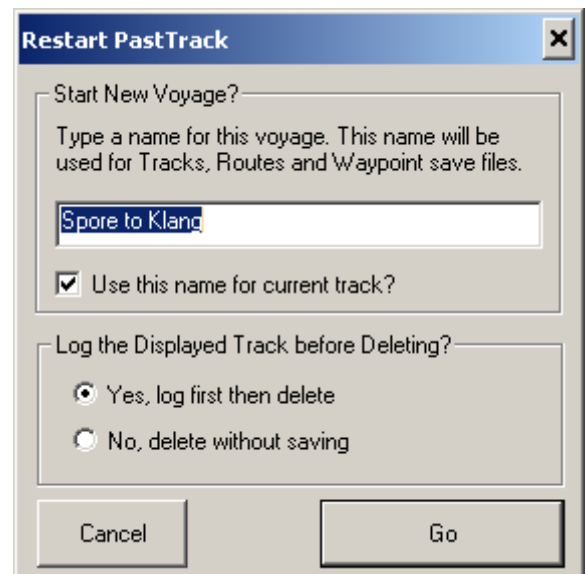 Restart PastTrack
Start New Voyage?
Type a name for this voyage. This name will be
used for Tracks, Routes and Waypoint save files.
Spore to Klang
Use this name for current track?
Log the Displayed Track before Deleting?
Yes, log first then delete
No, delete without saving
Cancel
Go